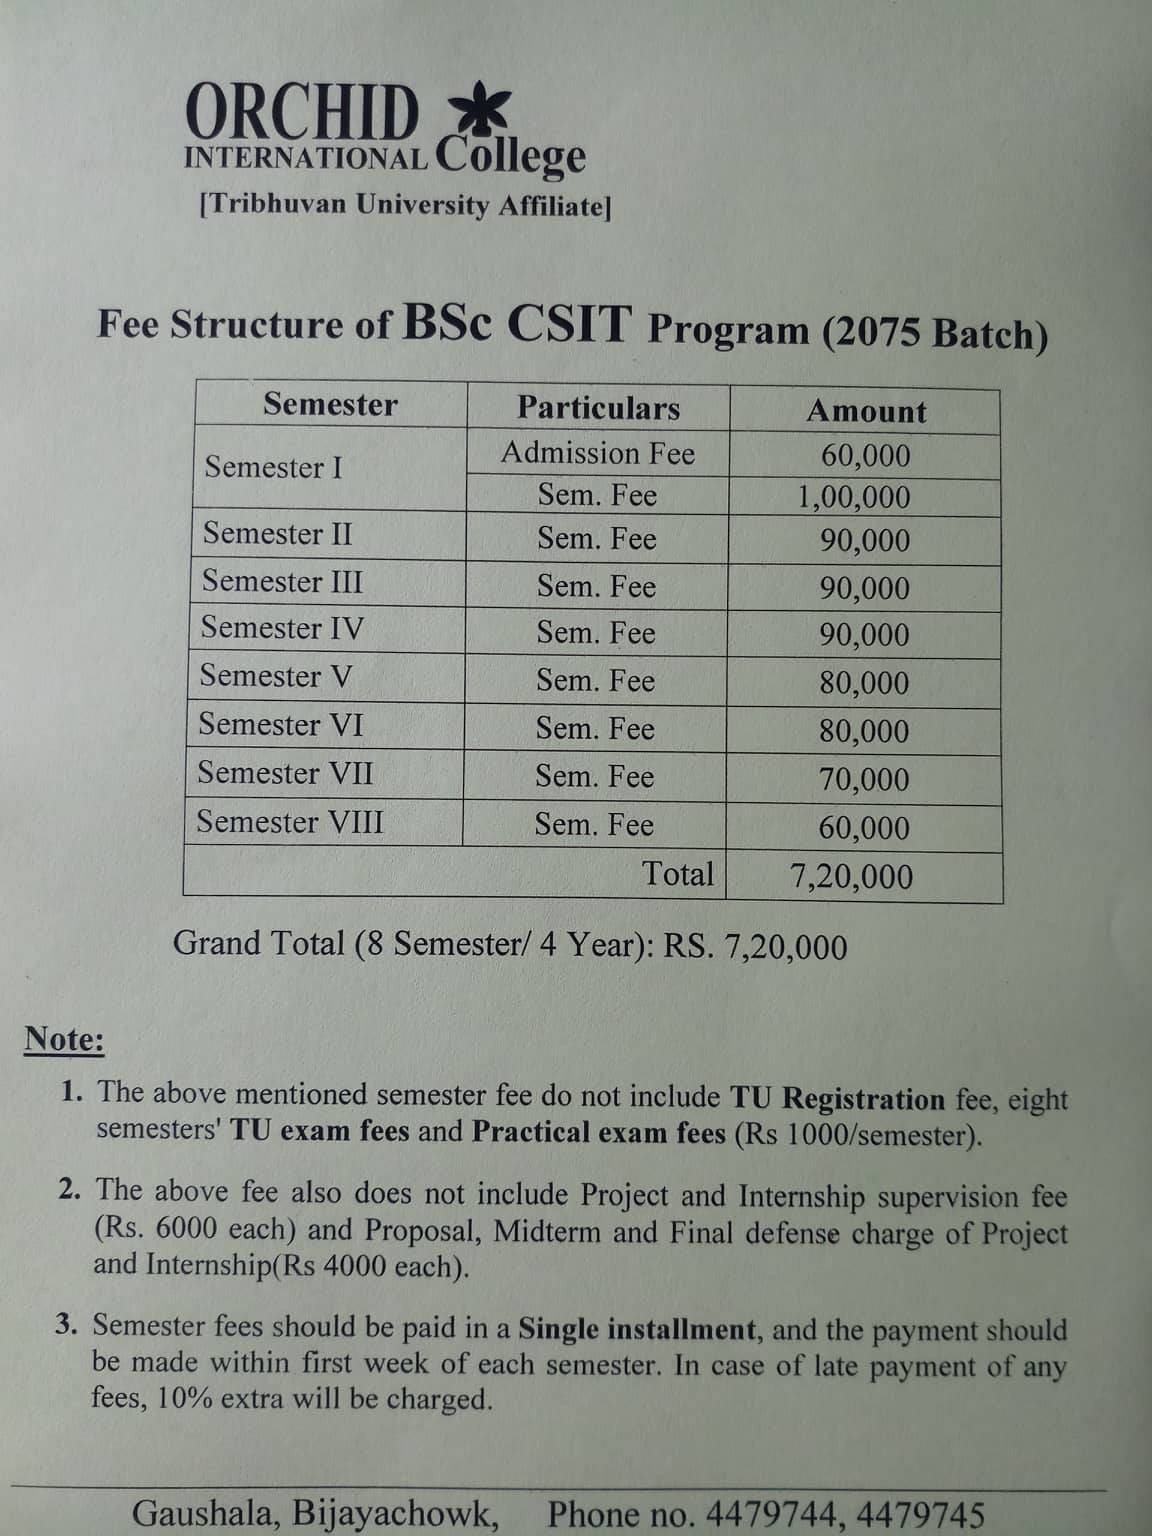 ORCHID
INTERNATIONAL College
[Tribhuvan University Affiliate]
Fee Structure of BSc CSIT Program (2075 Batch)
Semester Particulars Amount
Semester I Admission Fee 60,000
Sem. Fee 1,00,000
Semester II Sem. Fee 90,000
Semester III Sem. Fee 90,000
Semester IV Sem. Fee 90,000
Semester V Sem. Fee 80,000
Semester VI Sem. Fee 80,000
Semester VII Sem. Fee 70,000
Semester VIII Sem. Fee 60,000
Total 7,20,000
Grand Total (8 Semester/ 4 Year): RS. 7,20,000
Note:
1. The above mentioned semester fee do not include TU Registration fee, eight
semesters' TU exam fees and Practical exam fees (Rs 1000/semester).
2. The above fee also does not include Project and Internship supervision fee
(Rs. 6000 each) and Proposal, Midterm and Final defense charge of Project
and Internship(Rs 4000 each).
3. Semester fees should be paid in a Single installment, and the payment should
be made within first week of each semester. In case of late payment of any
fees, 10% extra will be charged.
Gaushala, Bijayachowk, Phone no. 4479744, 4479745